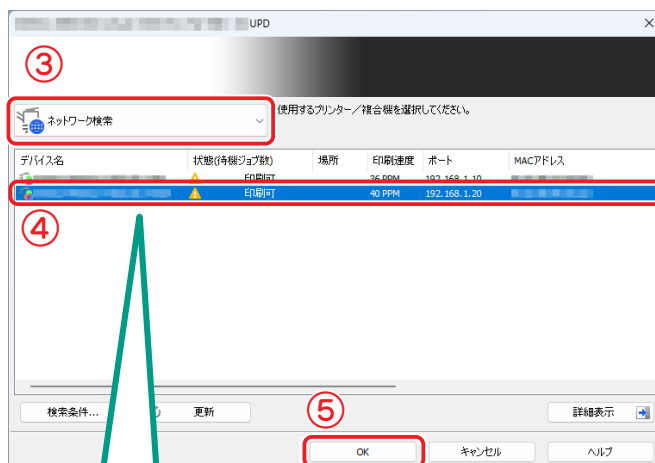 UPD
③
ネットワーク検索
使用するプリンター／複合機を選択してください。
デバイス名 状態(待機ジョブ数) 場所 印刷速度 ポート MACアドレス
印刷可 36 PPM 192.168.1.10
印刷可 40 PPM 192.168.1.20
④
検索条件... 更新
⑤
詳細表示
OK キャンセル ヘルプ